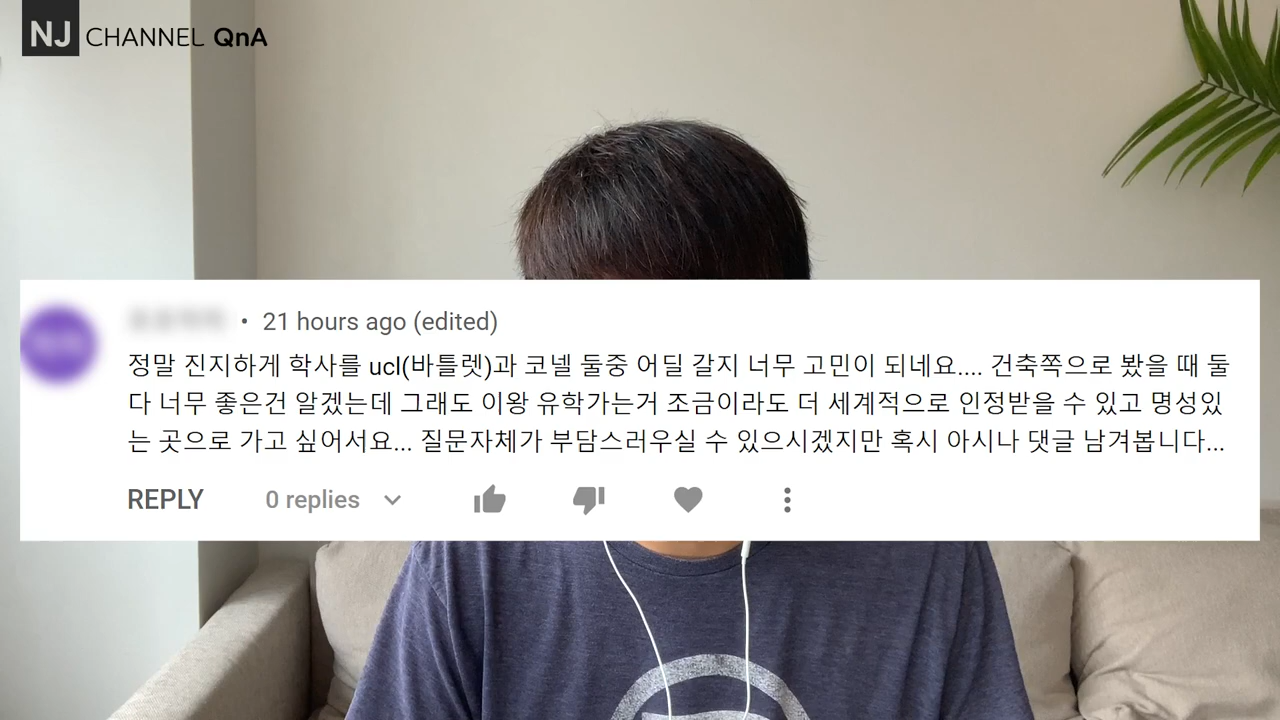 NJ CHANNEL QnA
• 21 hours ago (edited)
정말 진지하게 학사를 ucl(바틀렛)과 코넬 둘중 어딜 갈지 너무 고민이 되네요.... 건축쪽으로 봤을 때 둘
다 너무 좋은건 알겠는데 그래도 이왕 유학가는거 조금이라도 더 세계적으로 인정받을 수 있고 명성있
는 곳으로 가고 싶어서요... 질문자체가 부담스러우실 수 있으시겠지만 혹시 아시나 댓글 남겨봅니다...
REPLY 0 replies